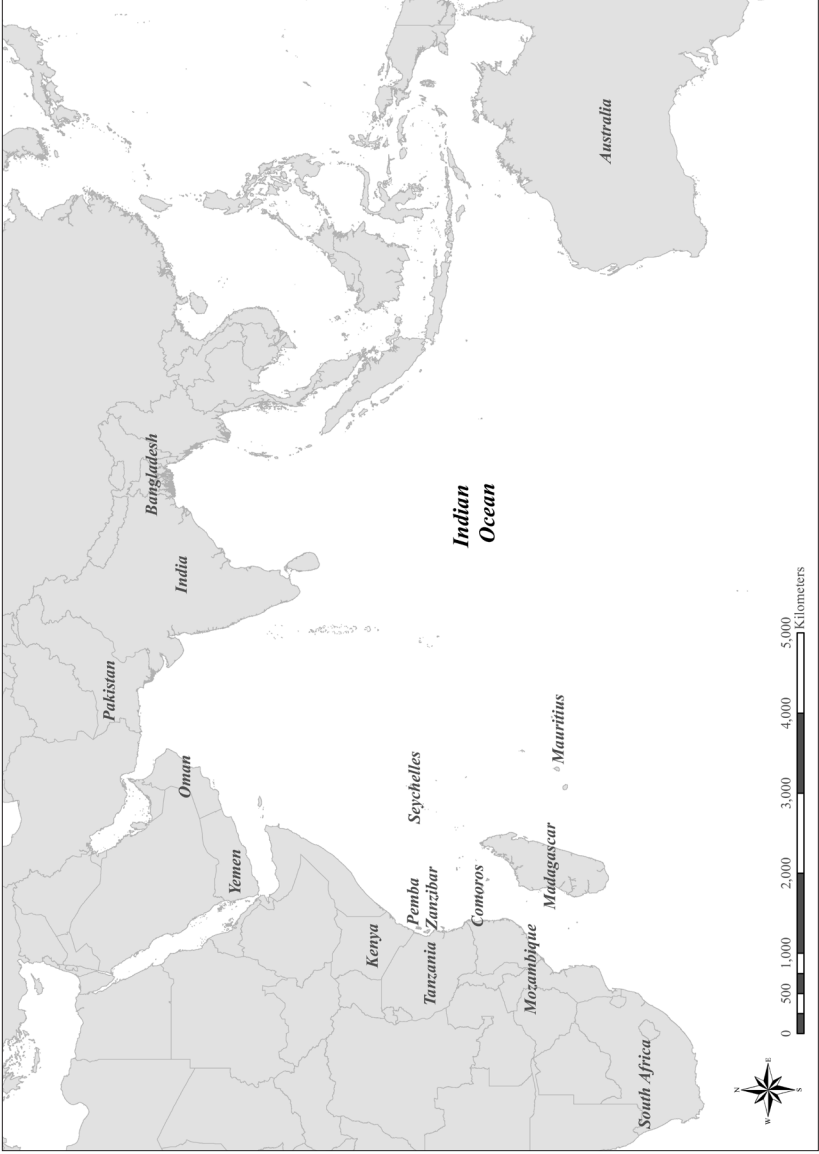 Pakistan
Bangladesh
India
Oman
Yemen
Kenya
Pemba
Zanzibar
Tanzania
Seychelles
Comoros
Madagascar
Mauritius
Mozambique
South Africa
Indian
Ocean
Australia
N
W
E
S
0
500
1,000
2,000
3,000
4,000
5,000
Kilometers